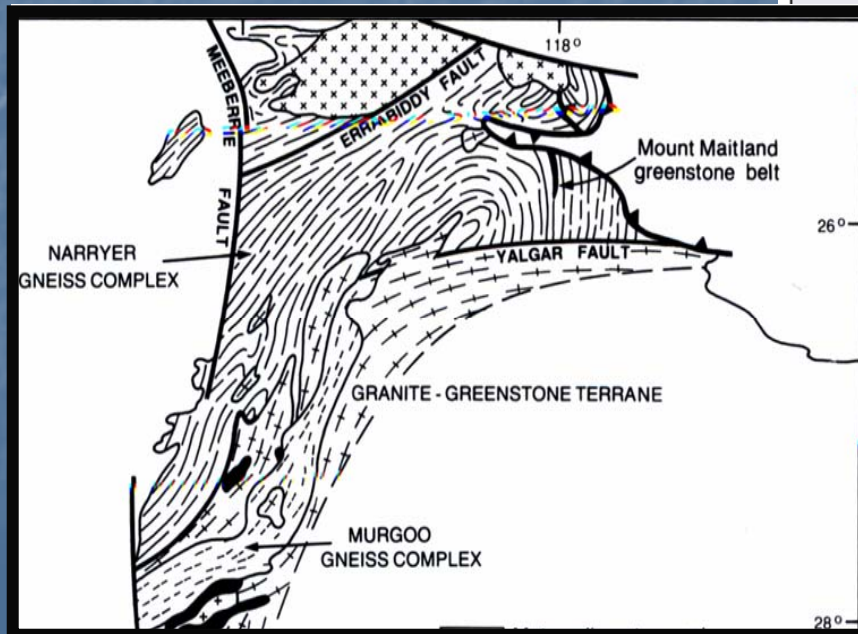 118°
MEEBERRIE FAULT
ERRABIDDY FAULT
Mount Maitland
greenstone belt
26°
NARRYER
GNEISS COMPLEX
YALGAR FAULT
GRANITE - GREENSTONE TERRANE
MURGOO
GNEISS COMPLEX
28°